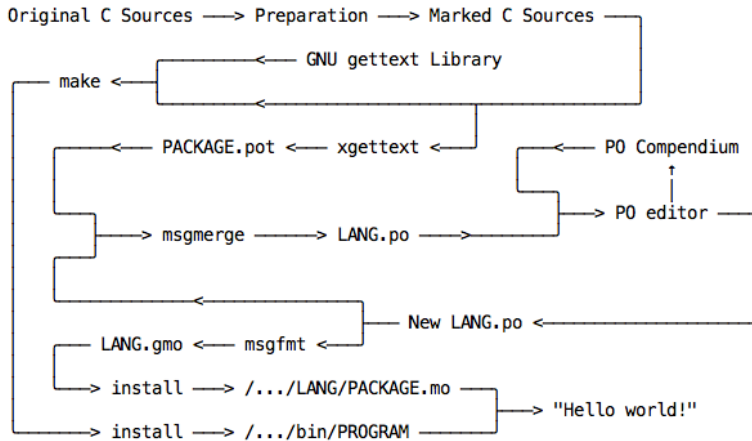 Original C Sources ───> Preparation ───> Marked C Sources
GNU gettext Library
make <───
PACKAGE.pot <─── xgettext <───
PO Compendium
↑
msgmerge ───> LANG.po ───> PO editor
New LANG.po <───
LANG.gmo <─── msgfmt <───
install ───> /.../LANG/PACKAGE.mo
"Hello world!"
install ───> /.../bin/PROGRAM